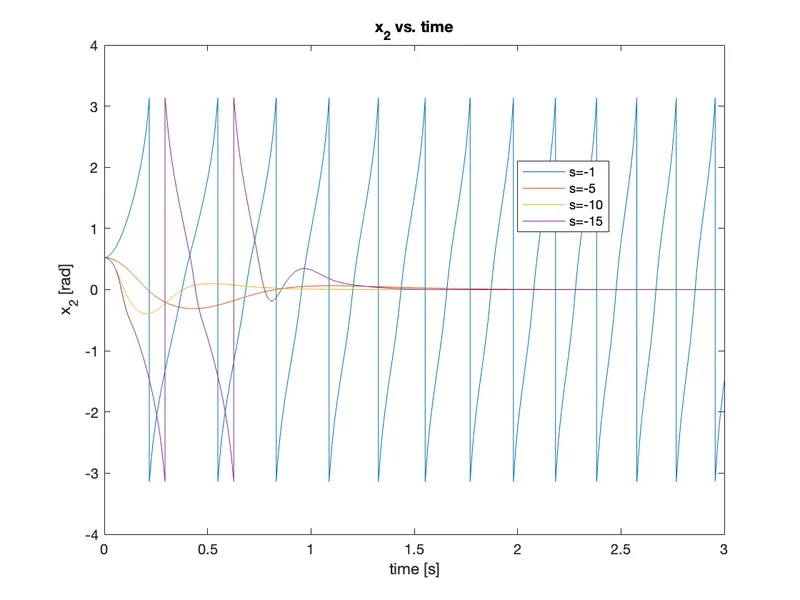 x₂ vs. time
4
3
2
1
0
-1
-2
-3
-4
x₂ [rad]
s=-1
s=-5
s=-10
s=-15
0 0.5 1 1.5 2 2.5 3
time [s]